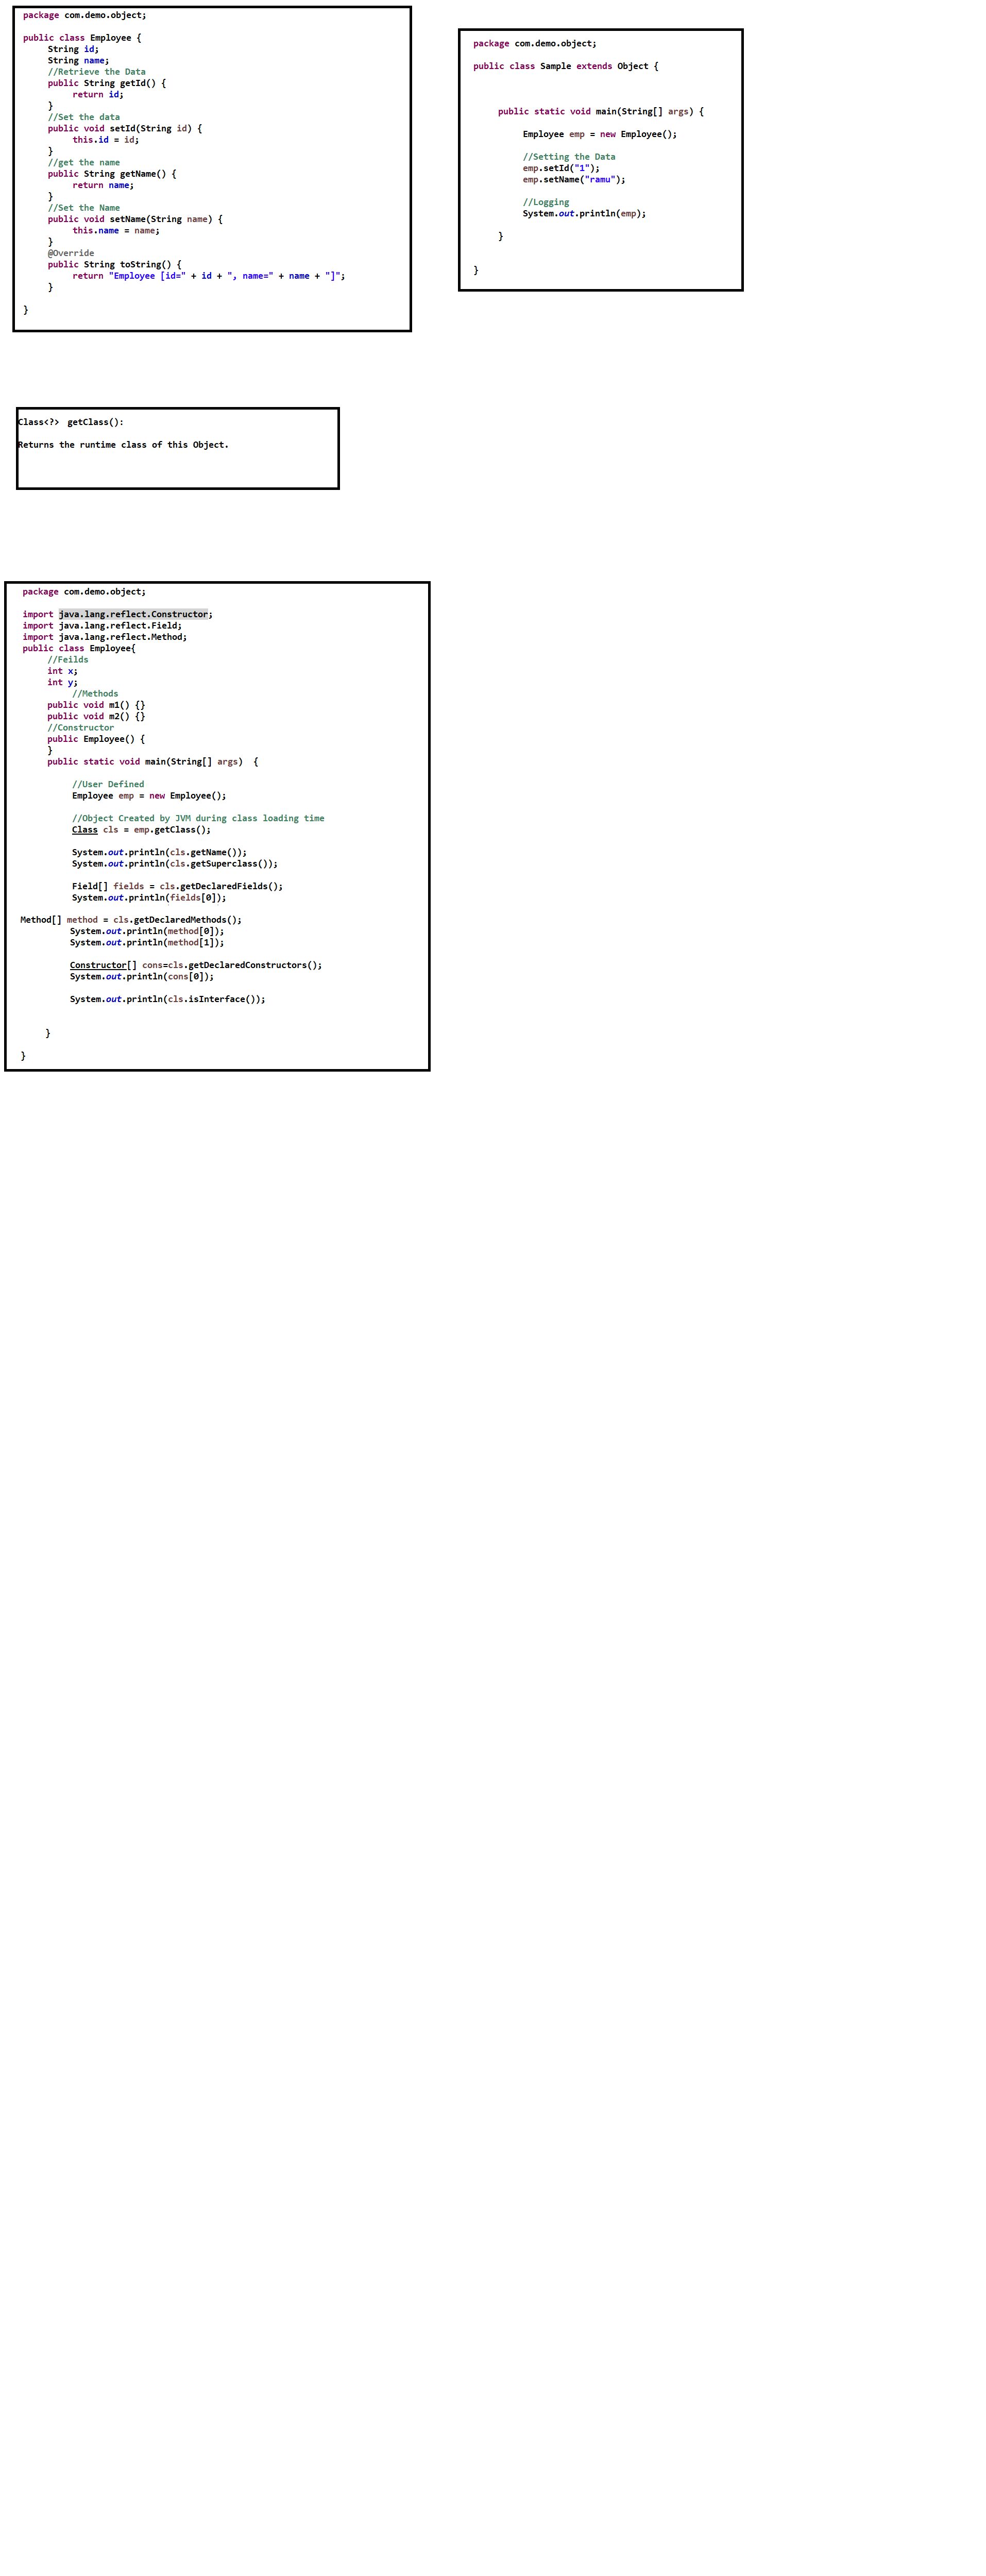 package com.demo.object;
public class Employee {
String id;
String name;
//Retrieve the Data
public String getId() {
return id;
}
//Set the data
public void setId(String id) {
this.id = id;
}
//get the name
public String getName() {
return name;
}
//Set the Name
public void setName(String name) {
this.name = name;
}
@Override
public String toString() {
return "Employee [id=" + id + ", name=" + name + "]";
}
}
package com.demo.object;
public class Sample extends Object {
public static void main(String[] args) {
Employee emp = new Employee();
//Setting the Data
emp.setId("1");
emp.setName("ramu");
//Logging
System.out.println(emp);
}
}
Class<?> getClass():
Returns the runtime class of this Object.
package com.demo.object;
import java.lang.reflect.Constructor;
import java.lang.reflect.Field;
import java.lang.reflect.Method;
public class Employee{
//Feilds
int x;
int y;
//Methods
public void m1() {}
public void m2() {}
//Constructor
public Employee() {
}
public static void main(String[] args)  {
//User Defined
Employee emp = new Employee();
//Object Created by JVM during class loading time
Class cls = emp.getClass();
System.out.println(cls.getName());
System.out.println(cls.getSuperclass());
Field[] fields = cls.getDeclaredFields();
System.out.println(fields[0]);
Method[] method = cls.getDeclaredMethods();
System.out.println(method[0]);
System.out.println(method[1]);
Constructor[] cons=cls.getDeclaredConstructors();
System.out.println(cons[0]);
System.out.println(cls.isInterface());
}
}